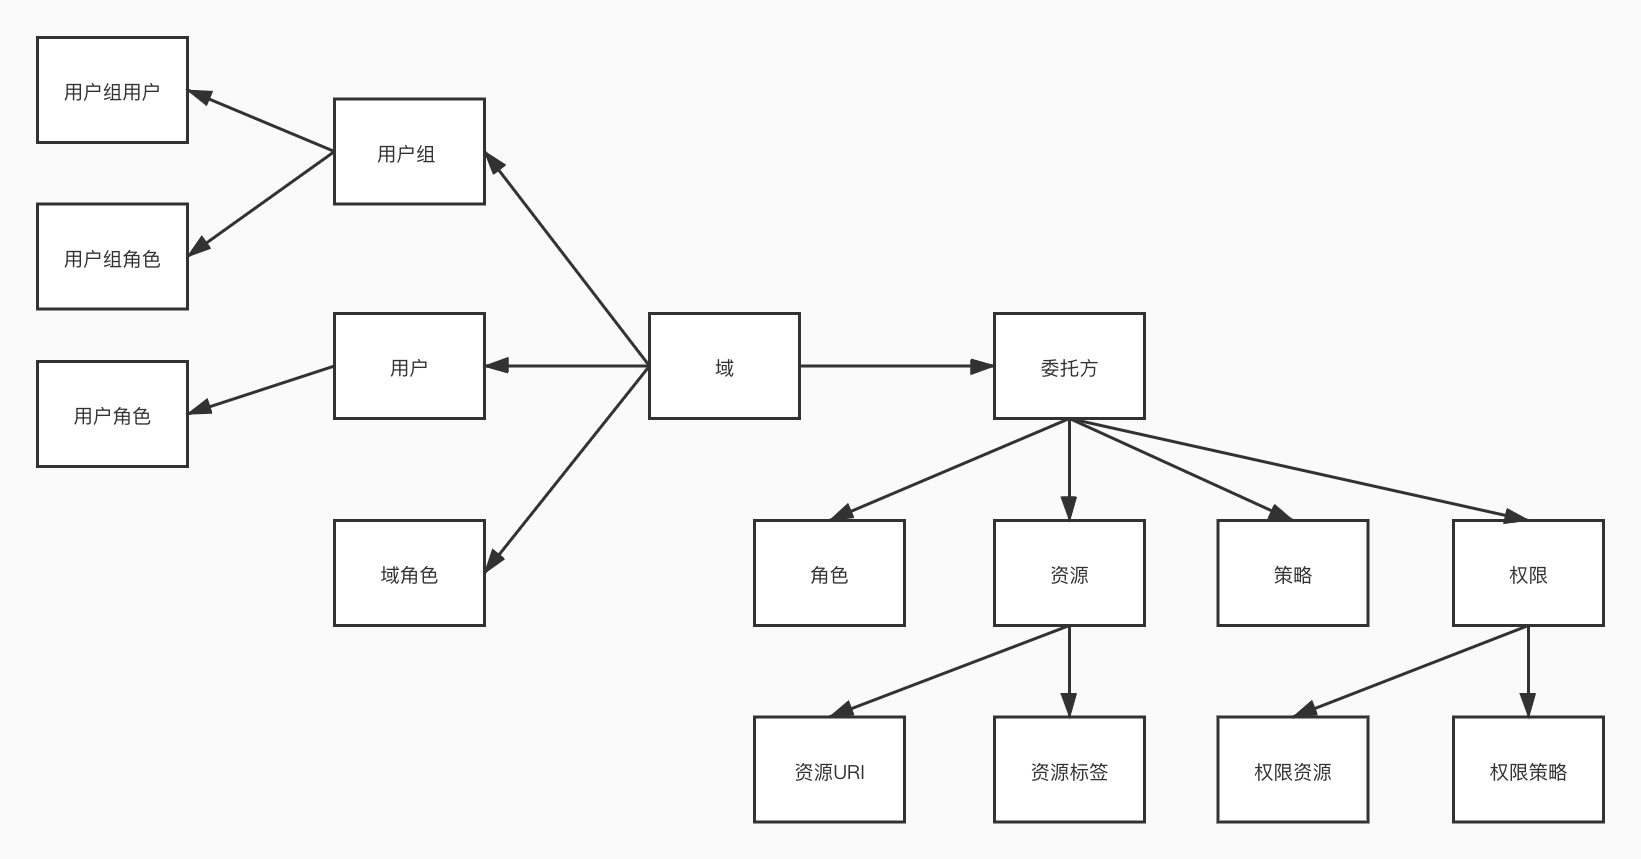 用户组用户
用户组
用户组角色
用户
域
委托方
用户角色
域角色
角色
资源
策略
权限
资源URI
资源标签
权限资源
权限策略